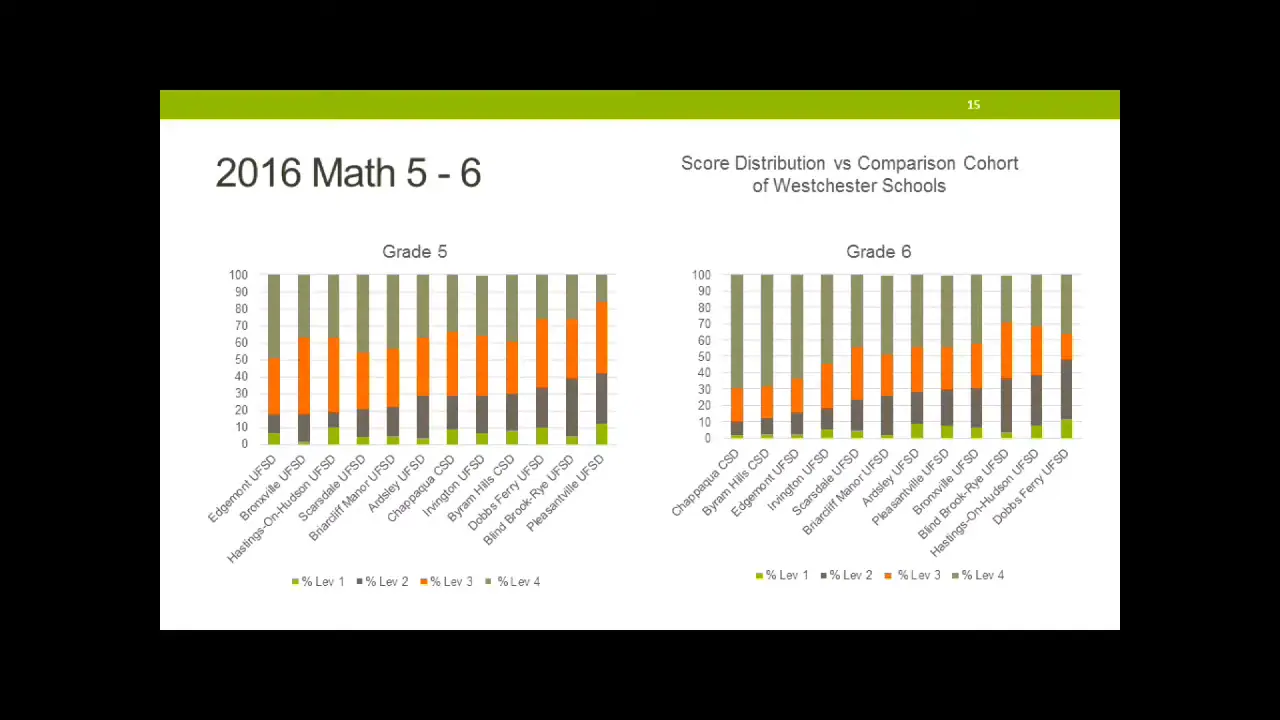 15
2016 Math 5 - 6
Score Distribution vs Comparison Cohort
of Westchester Schools
Grade 5
100
90
80
70
60
50
40
30
20
10
0
Edgemont UFSD
Bronxville UFSD
Hastings-On-Hudson UFSD
Scarsdale UFSD
Briarcliff Manor UFSD
Ardsley UFSD
Chappaqua CSD
Irvington UFSD
Byram Hills CSD
Dobbs Ferry UFSD
Blind Brook-Rye UFSD
Pleasantville UFSD
% Lev 1 % Lev 2 % Lev 3 % Lev 4
Grade 6
100
90
80
70
60
50
40
30
20
10
0
Chappaqua CSD
Byram Hills CSD
Edgemont UFSD
Irvington UFSD
Scarsdale UFSD
Briarcliff Manor UFSD
Ardsley UFSD
Pleasantville UFSD
Bronxville UFSD
Blind Brook-Rye UFSD
Hastings-On-Hudson UFSD
Dobbs Ferry UFSD
% Lev 1 % Lev 2 % Lev 3 % Lev 4